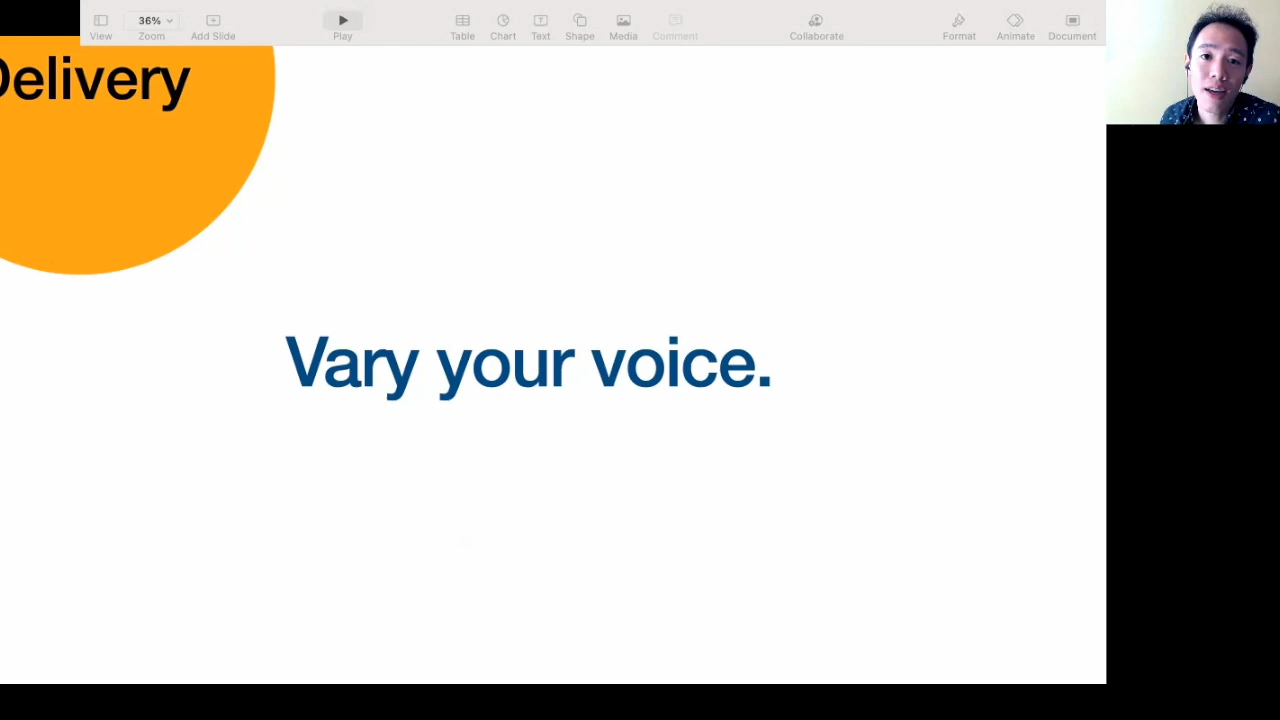 36%
View
Zoom
Add Slide
Play
Table
Chart
Text
Shape
Media
Comment
Collaborate
Format
Animate
Document
Delivery
Vary your voice.